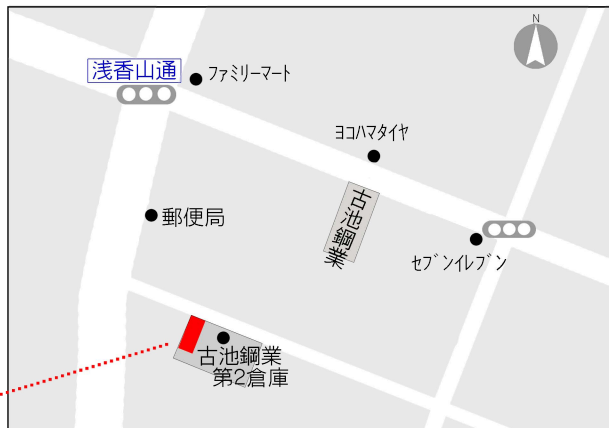 N
浅香山通
ファミリーマート
ヨコハマタイヤ
古池鋼業
郵便局
セブンイレブン
古池鋼業
第2倉庫